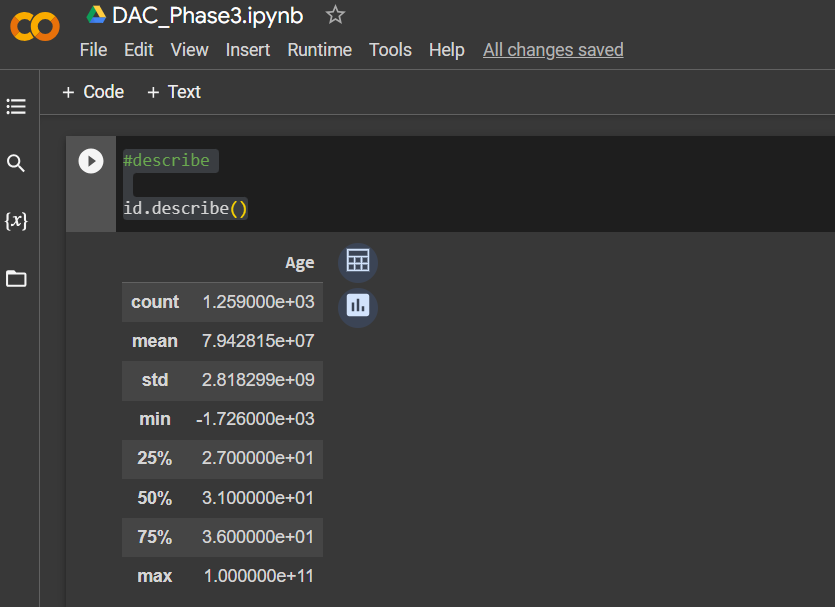 DAC_Phase3.ipynb
File Edit View Insert Runtime Tools Help All changes saved
+ Code + Text
#describe
{x}
id.describe()
Age
count 1.259000e+03
mean 7.942815e+07
std 2.818299e+09
min -1.726000e+03
25% 2.700000e+01
50% 3.100000e+01
75% 3.600000e+01
max 1.000000e+11